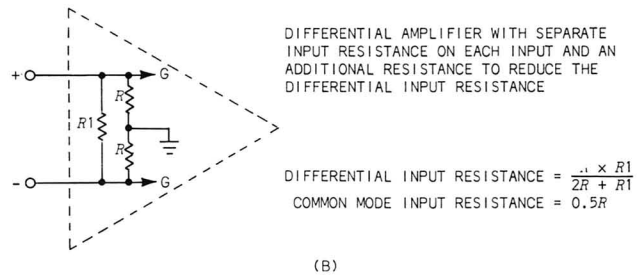 DIFFERENTIAL AMPLIFIER WITH SEPARATE
INPUT RESISTANCE ON EACH INPUT AND AN
ADDITIONAL RESISTANCE TO REDUCE THE
DIFFERENTIAL INPUT RESISTANCE
+
G
R
R1
R
-
G
DIFFERENTIAL INPUT RESISTANCE = × R1
2R + R1
COMMON MODE INPUT RESISTANCE = 0.5R
(B)